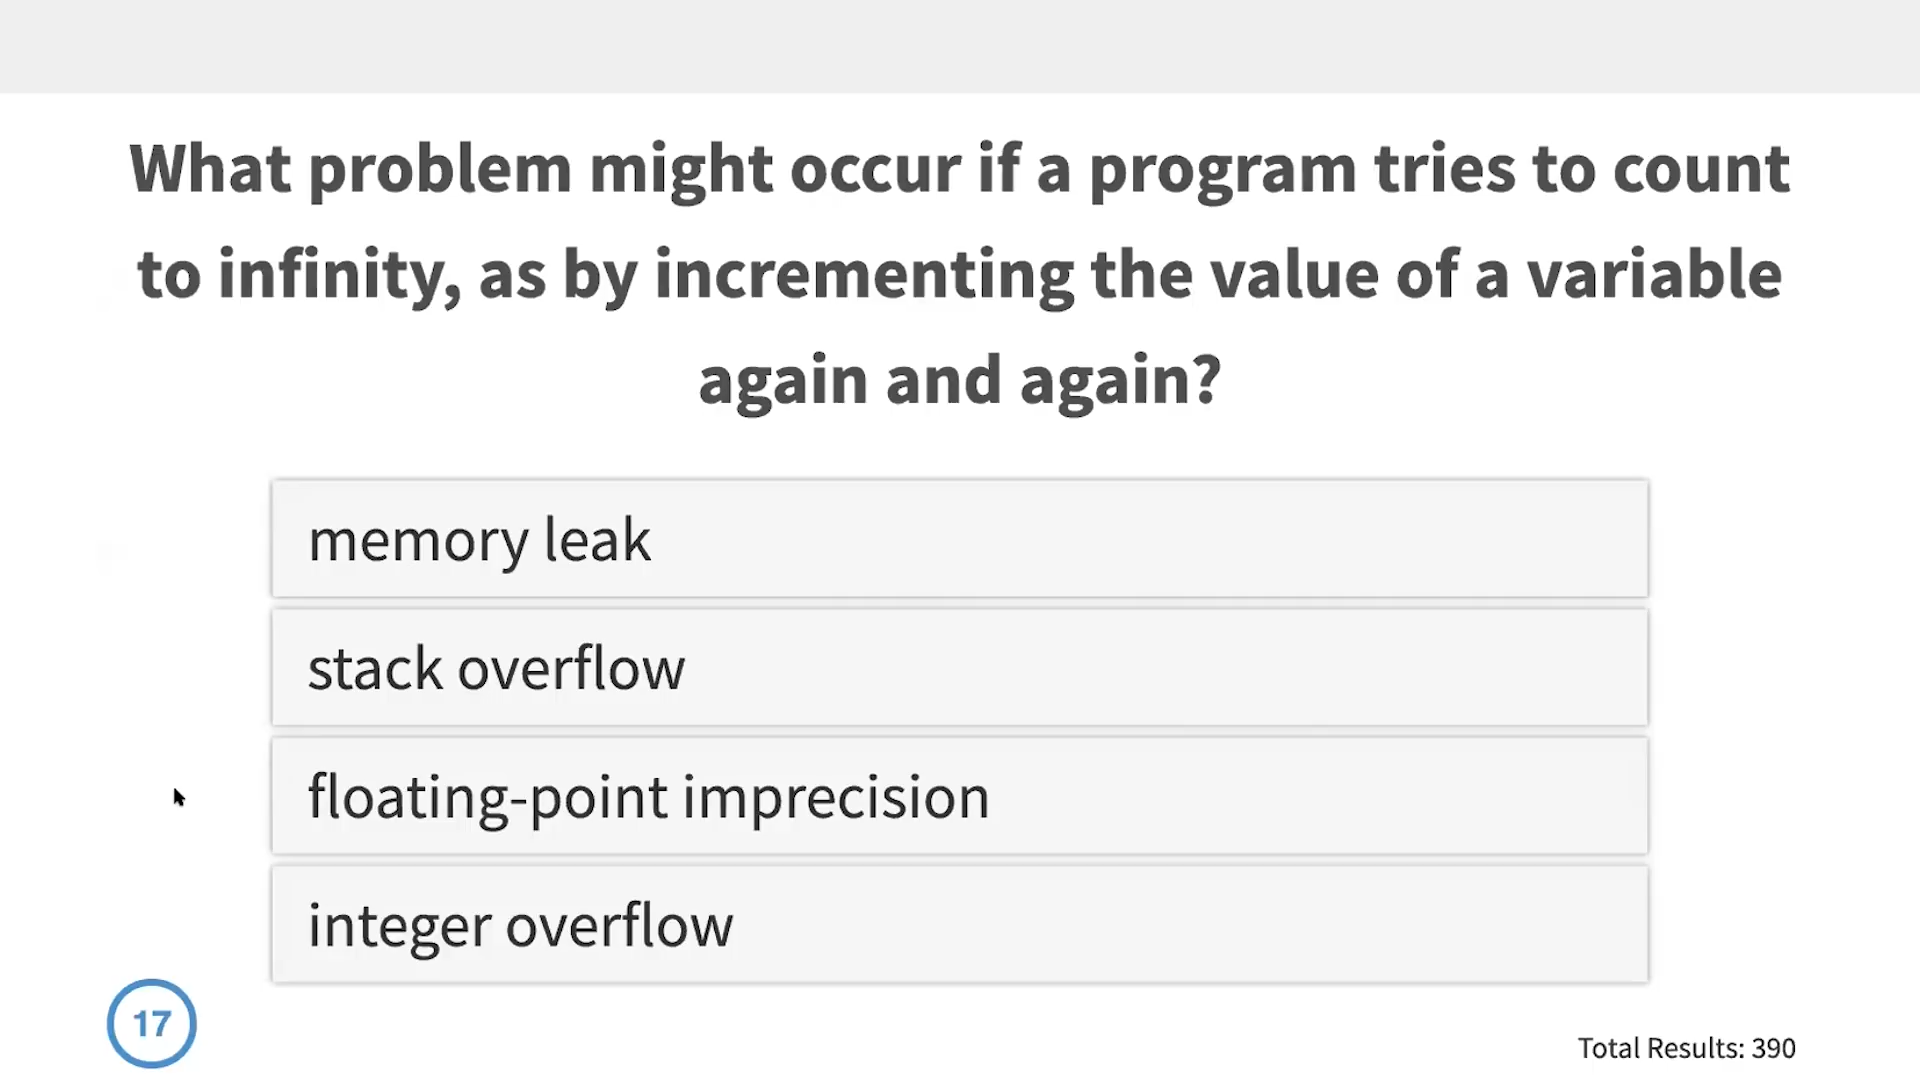 What problem might occur if a program tries to count
to infinity, as by incrementing the value of a variable
again and again?
memory leak
stack overflow
floating-point imprecision
integer overflow
17
Total Results: 390